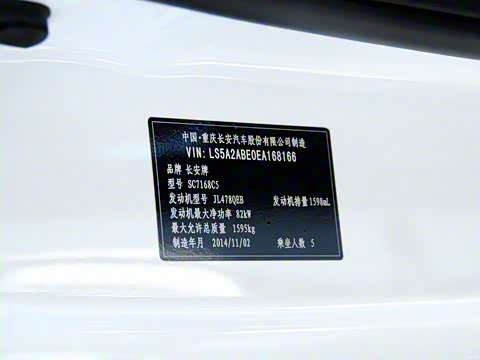 中国·重庆长安汽车股份有限公司制造
VIN: LS5A2ABE0EA168166
品牌 长安牌
型号 SC7168C5
发动机型号 JL478QEB 发动机排量 1598mL
发动机最大净功率 82kW
最大允许总质量 1595kg
制造年月 2014/11/02 乘坐人数 5